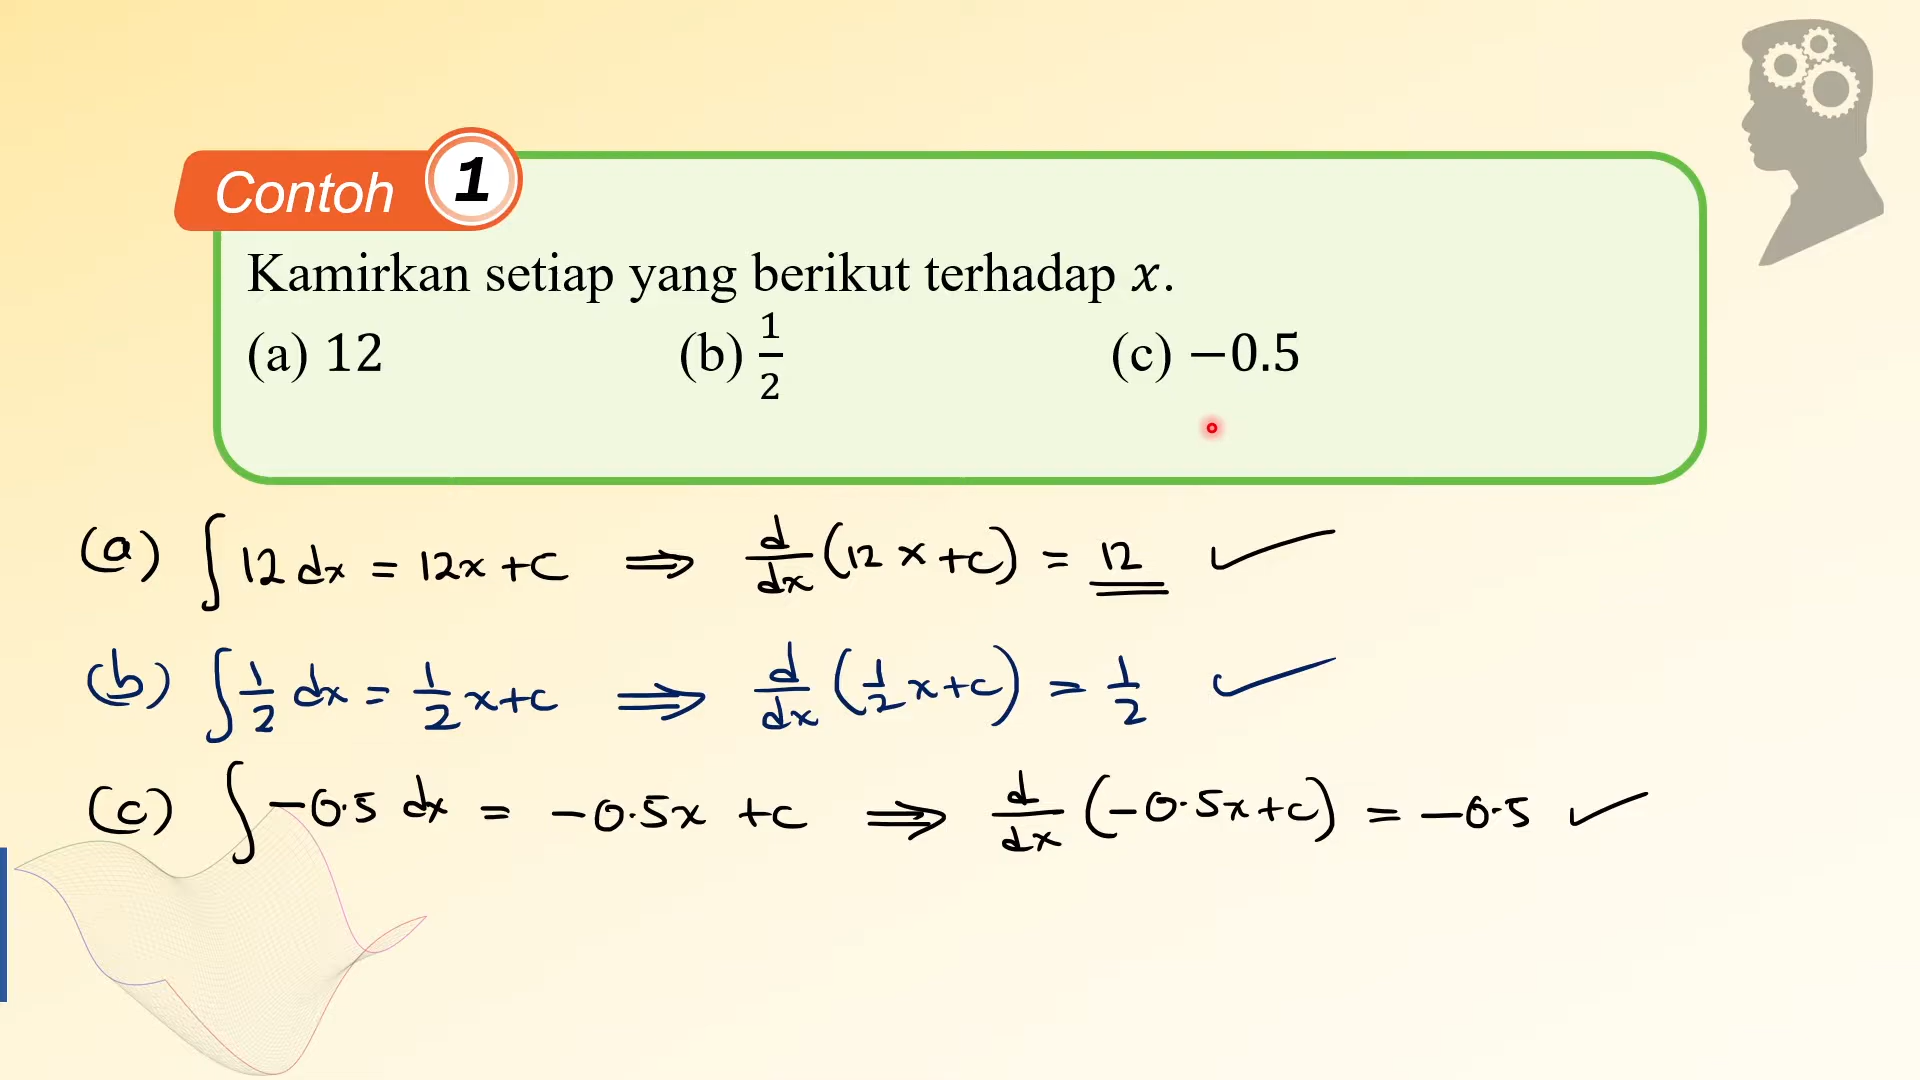 Contoh 1
Kamirkan setiap yang berikut terhadap x.
(a) 12 (b) 1/2 (c) −0.5
(a) ∫ 12 dx = 12x + c ⟹ d/dx (12x + c) = 12 ✓
(b) ∫ 1/2 dx = 1/2 x + c ⟹ d/dx (1/2 x + c) = 1/2 ✓
(c) ∫ −0.5 dx = −0.5x + c ⟹ d/dx (−0.5x + c) = −0.5 ✓